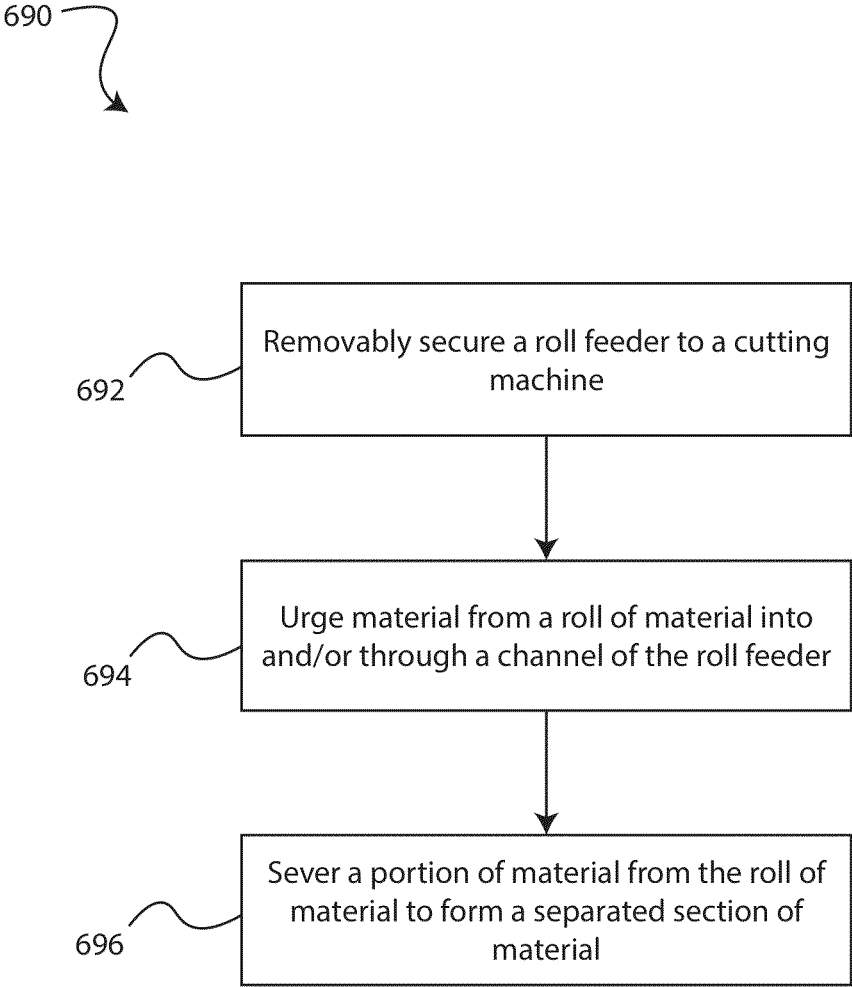 690
Removably secure a roll feeder to a cutting
machine
692
Urge material from a roll of material into
and/or through a channel of the roll feeder
694
Sever a portion of material from the roll of
material to form a separated section of
material
696